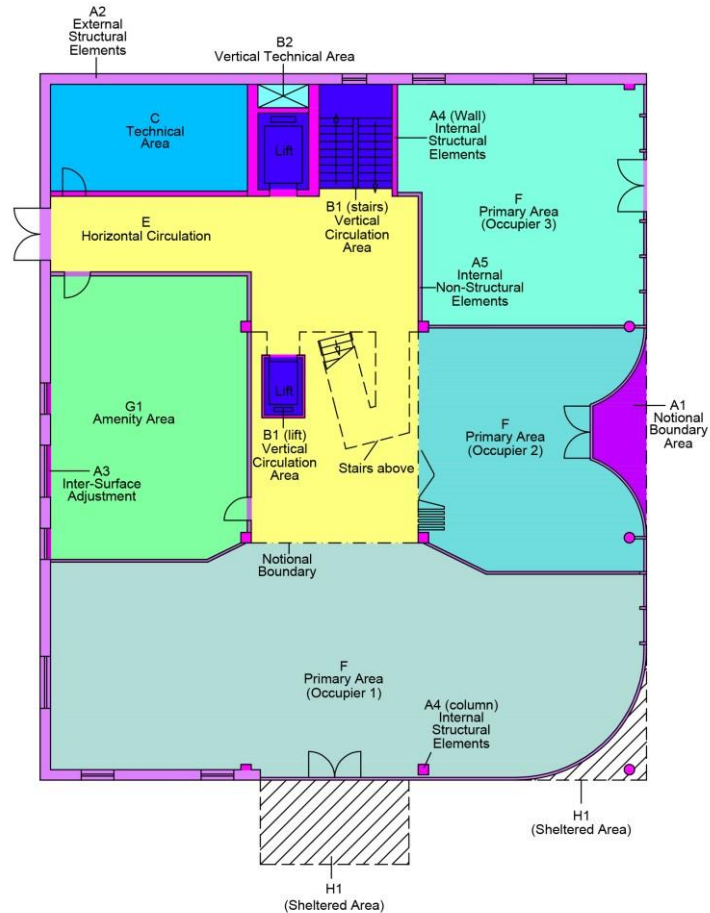 A2
External
Structural
Elements
B2
Vertical Technical Area
C
Technical
Area
Lift
A4 (Wall)
Internal
Structural
Elements
B1 (stairs)
Vertical
Circulation
Area
F
Primary Area
(Occupier 3)
E
Horizontal Circulation
A5
Internal
Non-Structural
Elements
G1
Amenity Area
Lift
A1
Notional
Boundary
Area
F
Primary Area
(Occupier 2)
B1 (lift)
Vertical
Circulation
Area
Stairs above
A3
Inter-Surface
Adjustment
Notional
Boundary
F
Primary Area
(Occupier 1)
A4 (column)
Internal
Structural
Elements
H1
(Sheltered Area)
H1
(Sheltered Area)